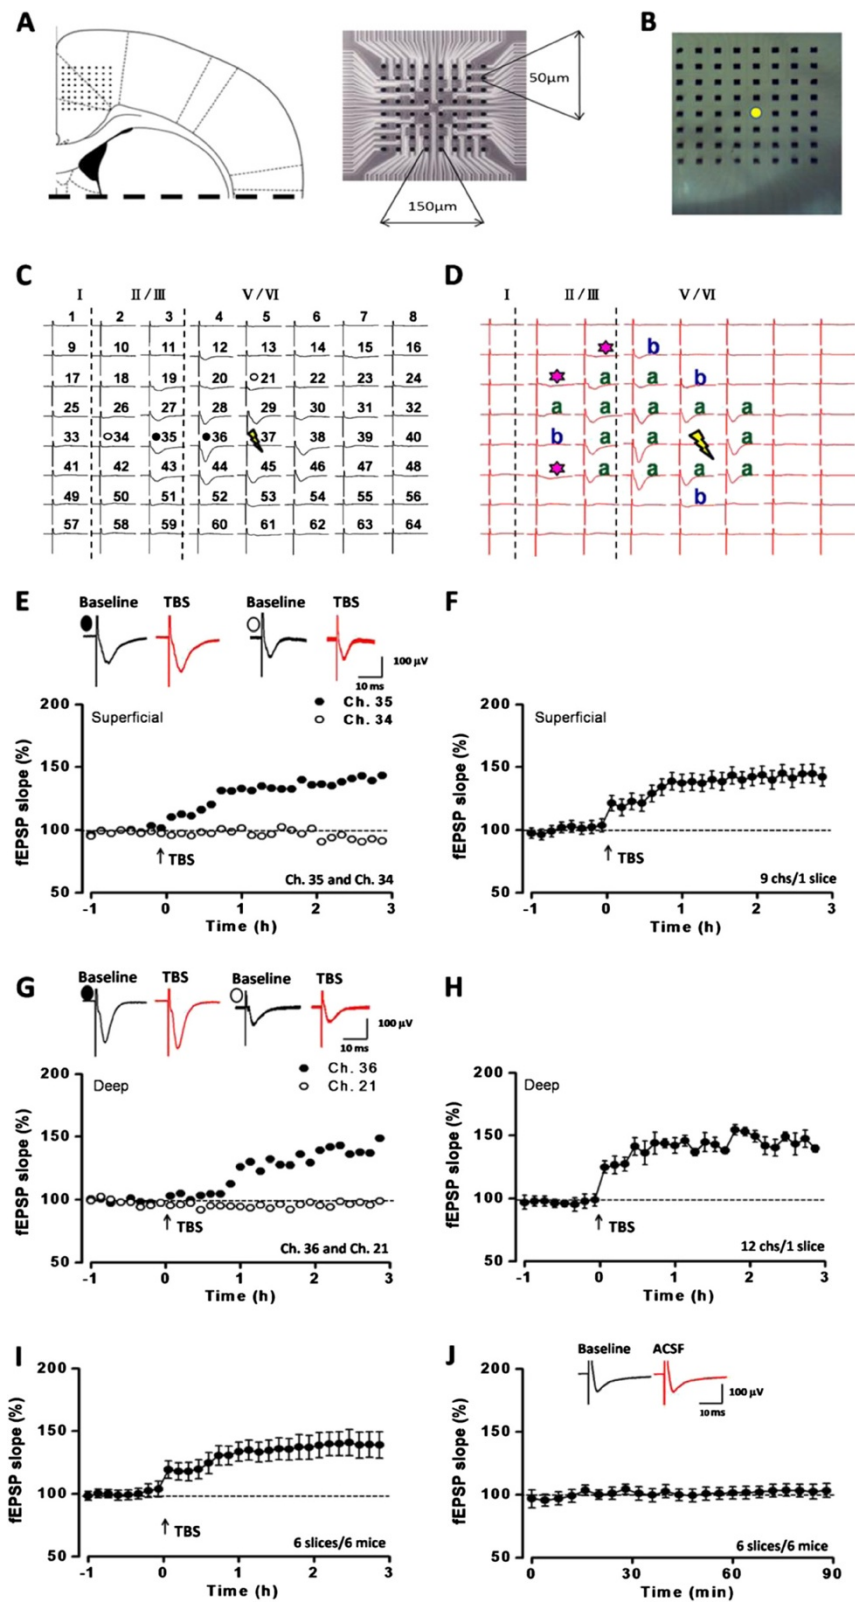 A
B
50μm
150μm
C
D
I II / III V / VI
1 2 3 4 5 6 7 8
9 10 11 12 13 14 15 16
17 18 19 20 21 22 23 24
25 26 27 28 29 30 31 32
33 34 35 36 37 38 39 40
41 42 43 44 45 46 47 48
49 50 51 52 53 54 55 56
57 58 59 60 61 62 63 64
I II / III V / VI
b
a a b
a a a a a
b a a a
a a a a
b
E
Baseline TBS Baseline TBS
100 μV
10 ms
Ch. 35
Ch. 34
Superficial
fEPSP slope (%)
200
150
100
50
TBS
Ch. 35 and Ch. 34
-1 0 1 2 3
Time (h)
F
Superficial
fEPSP slope (%)
200
150
100
50
TBS
9 chs/1 slice
-1 0 1 2 3
Time (h)
G
Baseline TBS Baseline TBS
100 μV
10 ms
Ch. 36
Ch. 21
Deep
fEPSP slope (%)
200
150
100
50
TBS
Ch. 36 and Ch. 21
-1 0 1 2 3
Time (h)
H
Deep
fEPSP slope (%)
200
150
100
50
TBS
12 chs/1 slice
-1 0 1 2 3
Time (h)
I
fEPSP slope (%)
200
150
100
50
TBS
6 slices/6 mice
-1 0 1 2 3
Time (h)
J
Baseline ACSF
100 μV
10 ms
fEPSP slope (%)
200
150
100
50
6 slices/6 mice
0 30 60 90
Time (min)